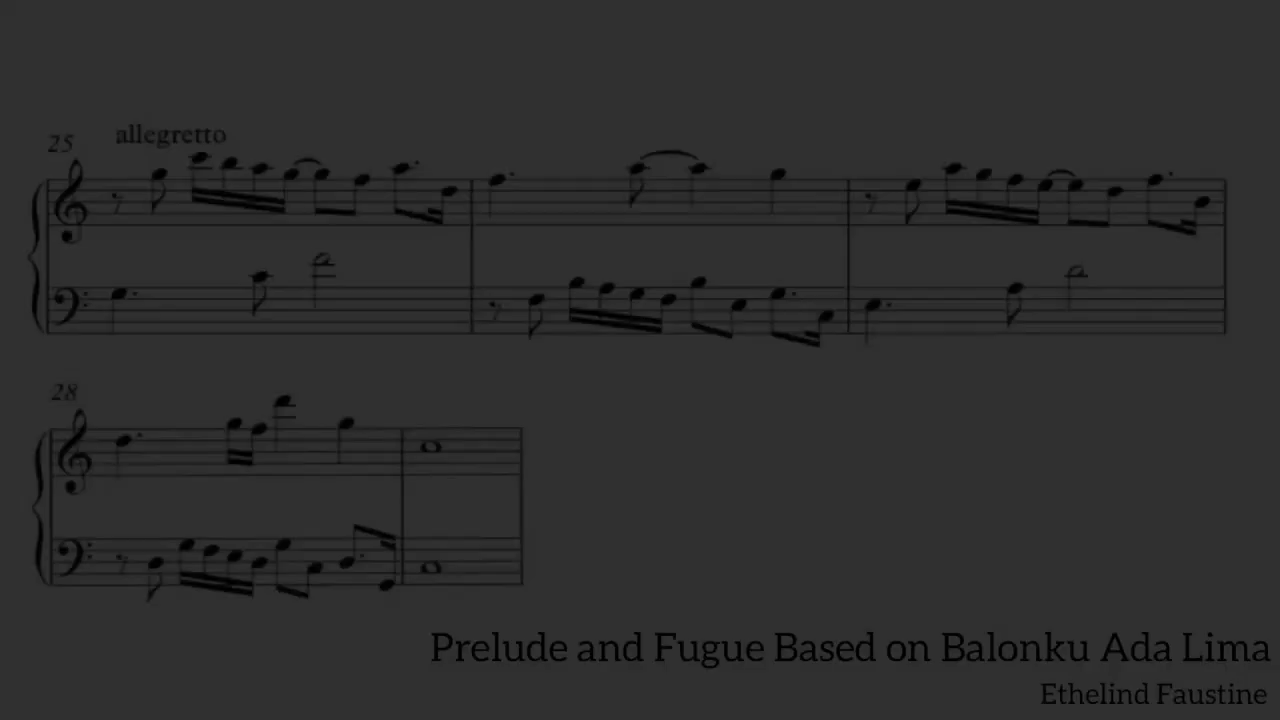 25
allegretto
28
Prelude and Fugue Based on Balonku Ada Lima
Ethelind Faustine